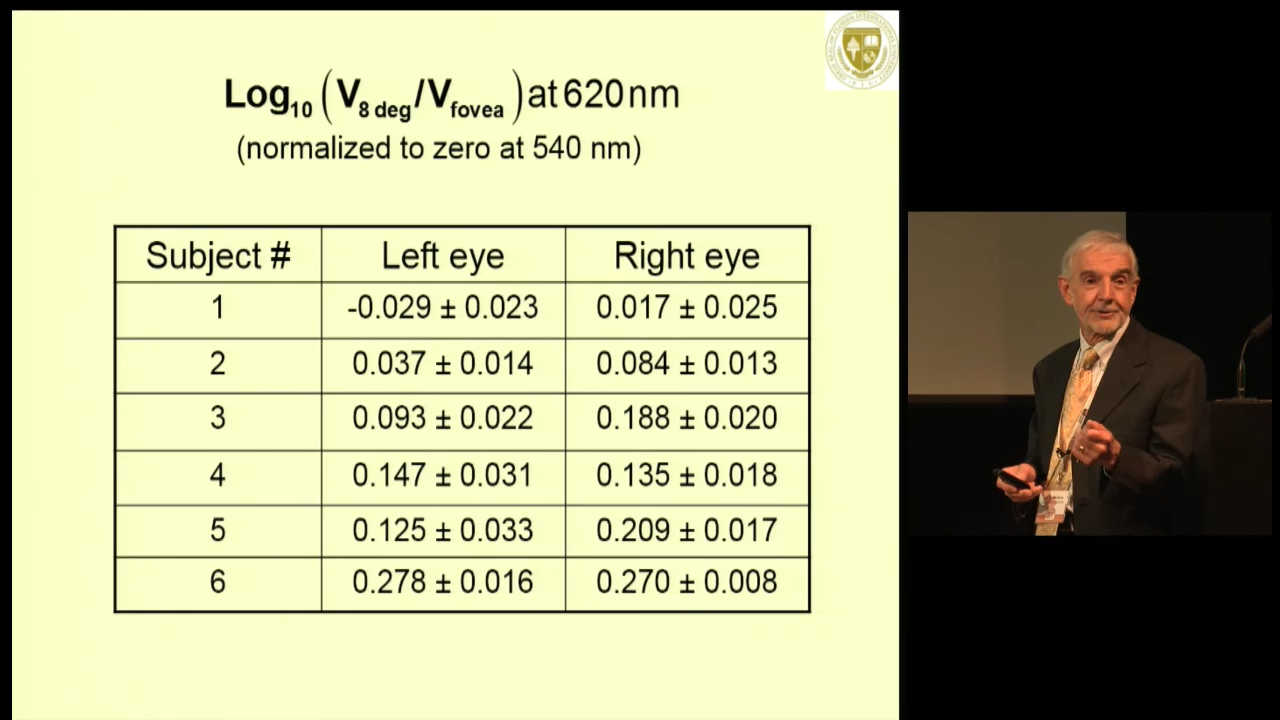 Log10 (V8 deg/Vfovea) at 620 nm
(normalized to zero at 540 nm)
Subject # Left eye Right eye
1 -0.029 ± 0.023 0.017 ± 0.025
2 0.037 ± 0.014 0.084 ± 0.013
3 0.093 ± 0.022 0.188 ± 0.020
4 0.147 ± 0.031 0.135 ± 0.018
5 0.125 ± 0.033 0.209 ± 0.017
6 0.278 ± 0.016 0.270 ± 0.008